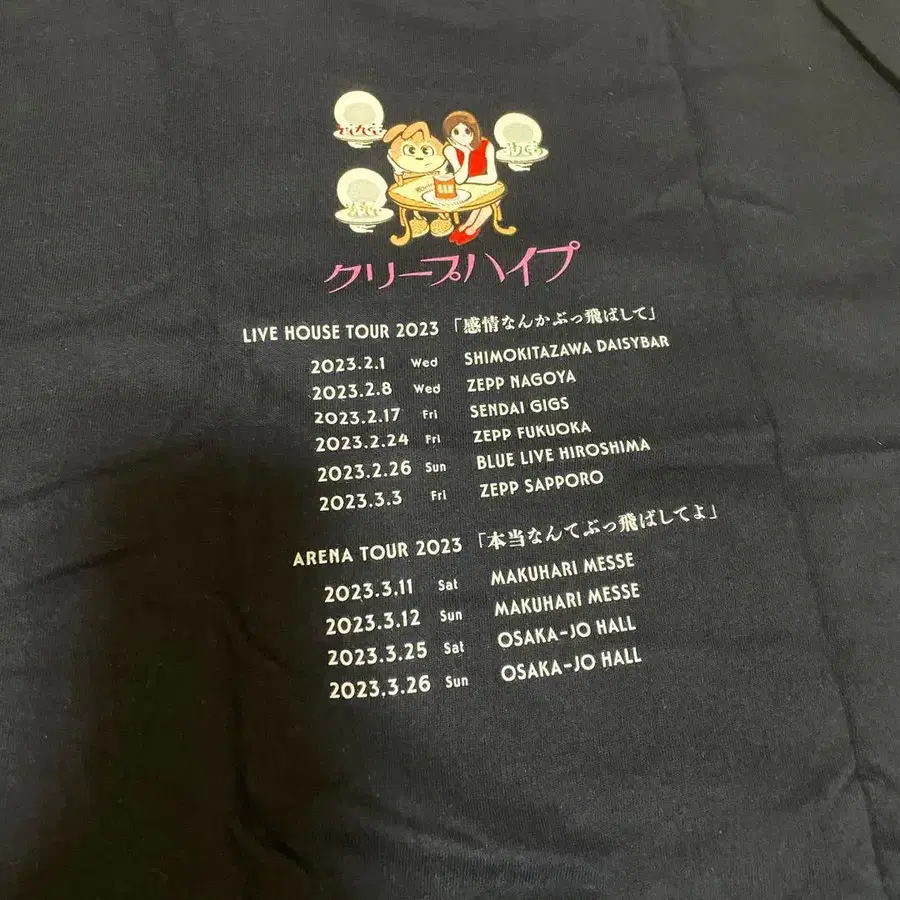 クリープハイプ
LIVE HOUSE TOUR 2023 「感情なんかぶっ飛ばして」
2023.2.1 Wed SHIMOKITAZAWA DAISYBAR
2023.2.8 Wed ZEPP NAGOYA
2023.2.17 Fri SENDAI GIGS
2023.2.24 Fri ZEPP FUKUOKA
2023.2.26 Sun BLUE LIVE HIROSHIMA
2023.3.3 Fri ZEPP SAPPORO
ARENA TOUR 2023 「本当なんてぶっ飛ばしてよ」
2023.3.11 Sat MAKUHARI MESSE
2023.3.12 Sun MAKUHARI MESSE
2023.3.25 Sat OSAKA-JO HALL
2023.3.26 Sun OSAKA-JO HALL